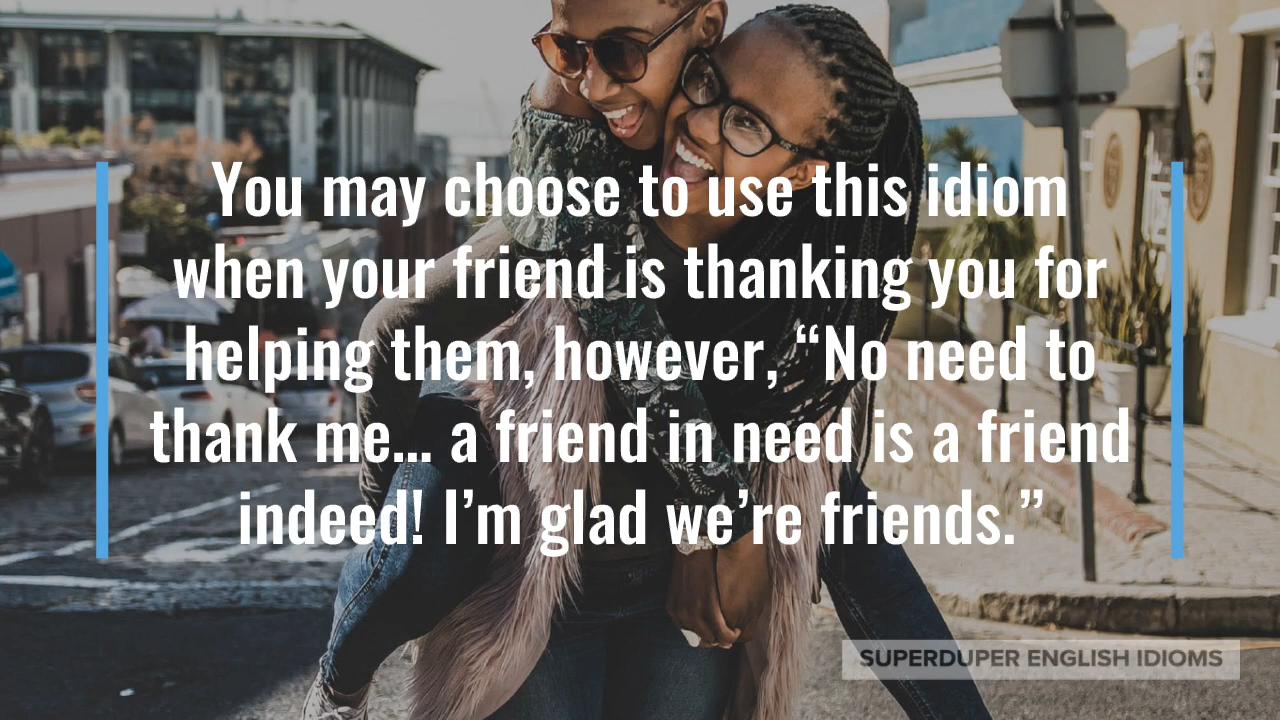 You may choose to use this idiom
when your friend is thanking you for
helping them, however, “No need to
thank me... a friend in need is a friend
indeed! I’m glad we’re friends.”
SUPERDUPER ENGLISH IDIOMS